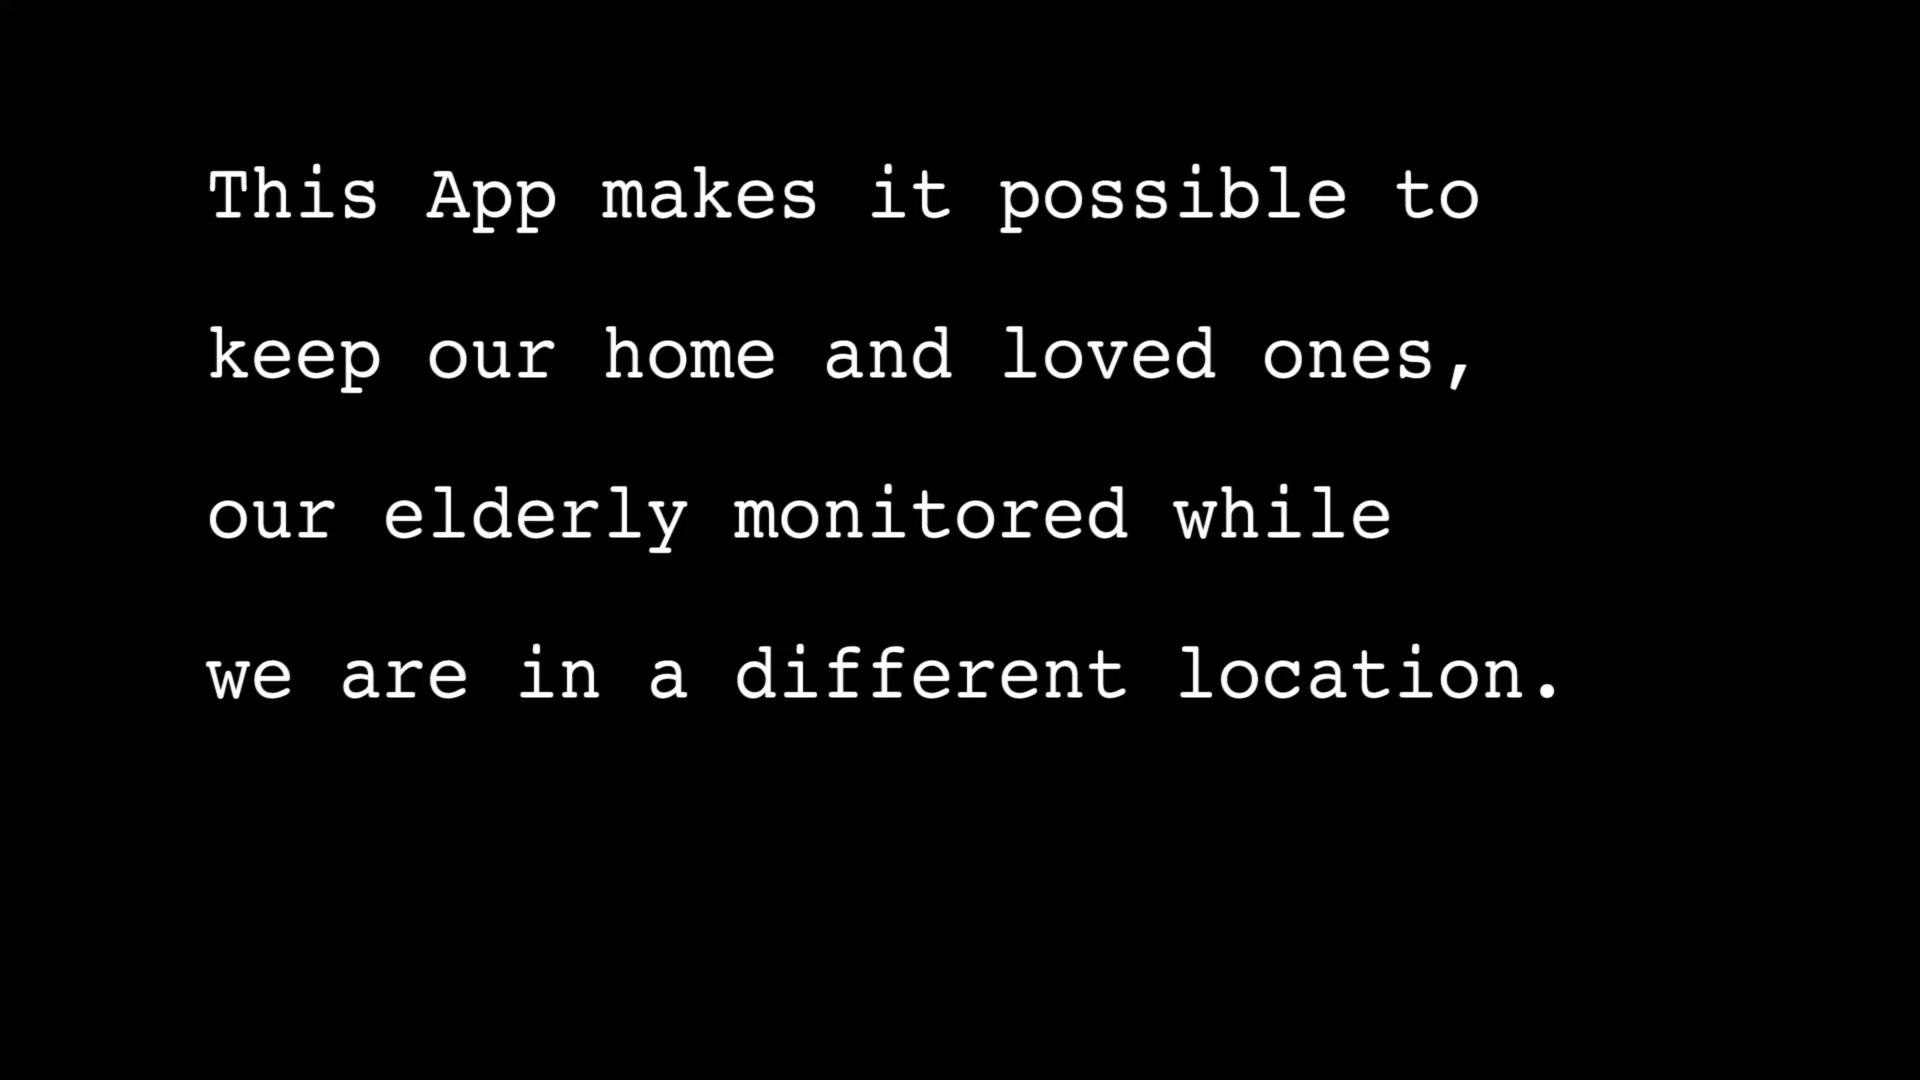 This App makes it possible to
keep our home and loved ones,
our elderly monitored while
we are in a different location.